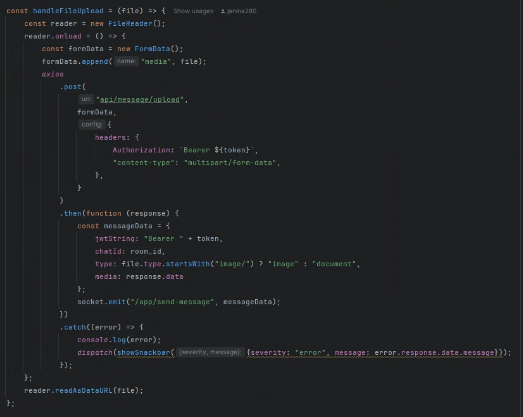 const handleFileUpload = (file) => { Show usages janina280
const reader = new FileReader();
reader.onload = () => {
const formData = new FormData();
formData.append( name: "media", file);
axios
.post(
url: "api/message/upload",
formData,
config: {
headers: {
Authorization: `Bearer ${token}`,
"content-type": "multipart/form-data",
},
}
)
.then(function (response) {
const messageData = {
jwtString: "Bearer " + token,
chatId: room_id,
type: file.type.startsWith("image/") ? "image" : "document",
media: response.data
};
socket.emit("/app/send-message", messageData);
})
.catch((error) => {
console.log(error);
dispatch(showSnackbar( {severity, message}: {severity: "error", message: error.response.data.message}));
});
};
reader.readAsDataURL(file);
};